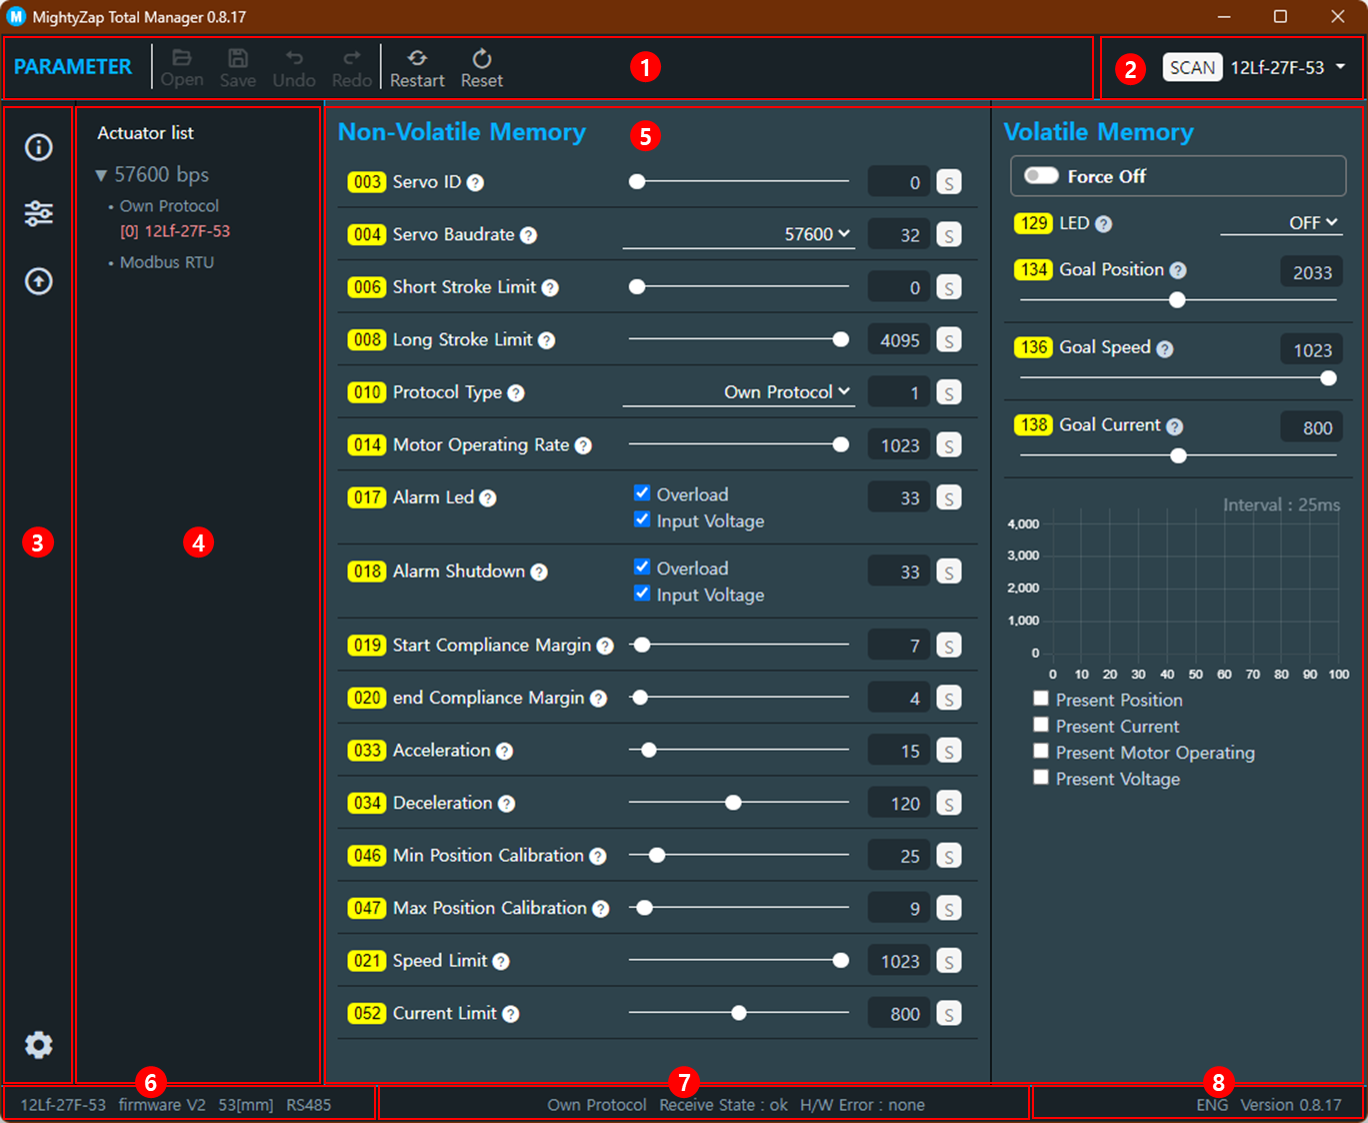 M MightyZap Total Manager 0.8.17
PARAMETER Open Save Undo Redo Restart Reset 1 2 SCAN 12Lf-27F-53
Actuator list
57600 bps
• Own Protocol
[0] 12Lf-27F-53
• Modbus RTU
3
4
Non-Volatile Memory 5
003 Servo ID ? 0 S
004 Servo Baudrate ? 57600 32 S
006 Short Stroke Limit ? 0 S
008 Long Stroke Limit ? 4095 S
010 Protocol Type ? Own Protocol 1 S
014 Motor Operating Rate ? 1023 S
017 Alarm Led ? Overload 33 S
Input Voltage
018 Alarm Shutdown ? Overload 33 S
Input Voltage
019 Start Compliance Margin ? 7 S
020 end Compliance Margin ? 4 S
033 Acceleration ? 15 S
034 Deceleration ? 120 S
046 Min Position Calibration ? 25 S
047 Max Position Calibration ? 9 S
021 Speed Limit ? 1023 S
052 Current Limit ? 800 S
Volatile Memory
Force Off
129 LED ? OFF
134 Goal Position ? 2033
136 Goal Speed ? 1023
138 Goal Current ? 800
Interval : 25ms
4,000
3,000
2,000
1,000
0
0 10 20 30 40 50 60 70 80 90 100
Present Position
Present Current
Present Motor Operating
Present Voltage
6 7 8
12Lf-27F-53 firmware V2 53[mm] RS485 Own Protocol Receive State : ok H/W Error : none ENG Version 0.8.17